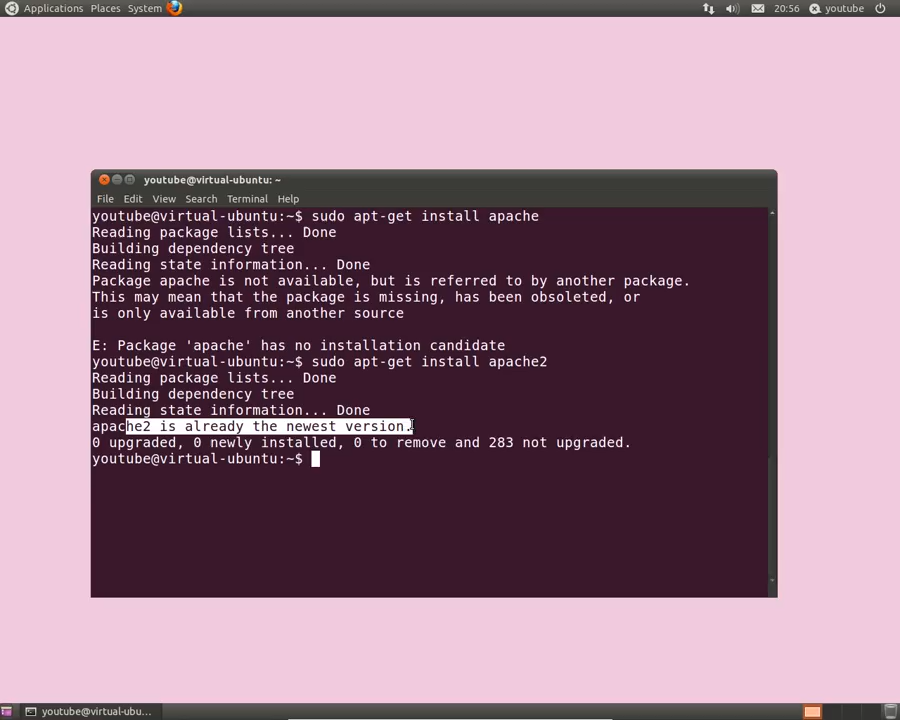 Applications Places System 20:56 youtube
youtube@virtual-ubuntu: ~
File Edit View Search Terminal Help
youtube@virtual-ubuntu:~$ sudo apt-get install apache
Reading package lists... Done
Building dependency tree
Reading state information... Done
Package apache is not available, but is referred to by another package.
This may mean that the package is missing, has been obsoleted, or
is only available from another source
E: Package 'apache' has no installation candidate
youtube@virtual-ubuntu:~$ sudo apt-get install apache2
Reading package lists... Done
Building dependency tree
Reading state information... Done
apache2 is already the newest version.
0 upgraded, 0 newly installed, 0 to remove and 283 not upgraded.
youtube@virtual-ubuntu:~$
youtube@virtual-ubu...